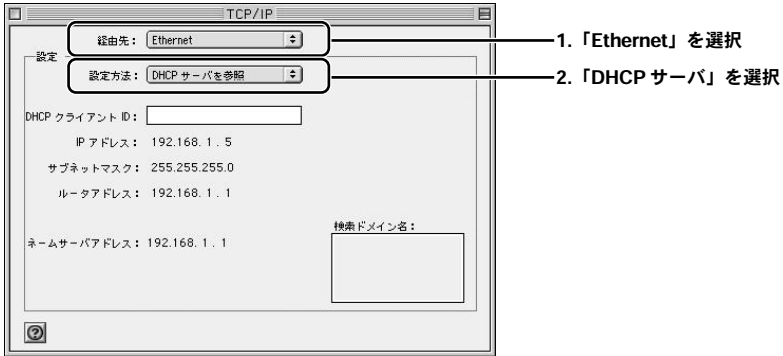 TCP/IP
経由先： Ethernet
1.「Ethernet」を選択
設定
設定方法： DHCP サーバを参照
2.「DHCP サーバ」を選択
DHCP クライアント ID：
IP アドレス： 192.168. 1 . 5
サブネットマスク： 255.255.255.0
ルータアドレス： 192.168. 1 . 1
検索ドメイン名：
ネームサーバアドレス： 192.168. 1 . 1
?